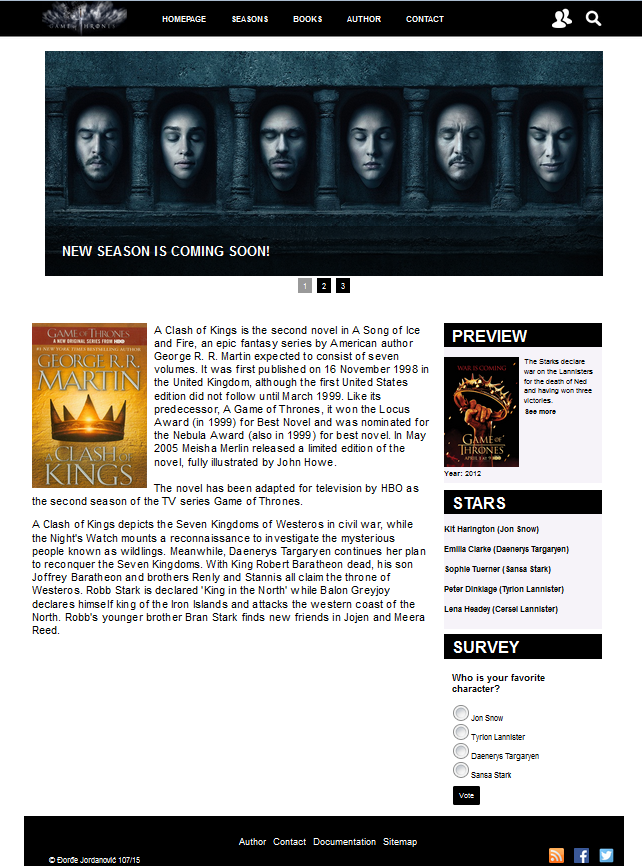 GAME OF THRONES
HOMEPAGE SEASONS BOOKS AUTHOR CONTACT
NEW SEASON IS COMING SOON!
1 2 3
GAME OF THRONES
A NEW ORIGINAL SERIES FROM HBO
#1 NEW YORK TIMES BESTSELLING AUTHOR
GEORGE R. R.
MARTIN
A CLASH OF
KINGS
A Clash of Kings is the second novel in A Song of Ice
and Fire, an epic fantasy series by American author
George R. R. Martin expected to consist of seven
volumes. It was first published on 16 November 1998 in
the United Kingdom, although the first United States
edition did not follow until March 1999. Like its
predecessor, A Game of Thrones, it won the Locus
Award (in 1999) for Best Novel and was nominated for
the Nebula Award (also in 1999) for best novel. In May
2005 Meisha Merlin released a limited edition of the
novel, fully illustrated by John Howe.
The novel has been adapted for television by HBO as
the second season of the TV series Game of Thrones.
A Clash of Kings depicts the Seven Kingdoms of Westeros in civil war, while
the Night's Watch mounts a reconnaissance to investigate the mysterious
people known as wildlings. Meanwhile, Daenerys Targaryen continues her plan
to reconquer the Seven Kingdoms. With King Robert Baratheon dead, his son
Joffrey Baratheon and brothers Renly and Stannis all claim the throne of
Westeros. Robb Stark is declared 'King in the North' while Balon Greyjoy
declares himself king of the Iron Islands and attacks the western coast of the
North. Robb's younger brother Bran Stark finds new friends in Jojen and Meera
Reed.
PREVIEW
WAR IS COMING
GAME OF
THRONES
APRIL 1 HBO
The Starks declare
war on the Lannisters
for the death of Ned
and having won three
victories.
See more
Year: 2012
STARS
Kit Harington (Jon Snow)
Emilia Clarke (Daenerys Targaryen)
Sophie Tuerner (Sansa Stark)
Peter Dinklage (Tyrion Lannister)
Lena Headey (Cersei Lannister)
SURVEY
Who is your favorite
character?
Jon Snow
Tyrion Lannister
Daenerys Targaryen
Sansa Stark
Vote
Author Contact Documentation Sitemap
© Đorđe Jordanović 107/15